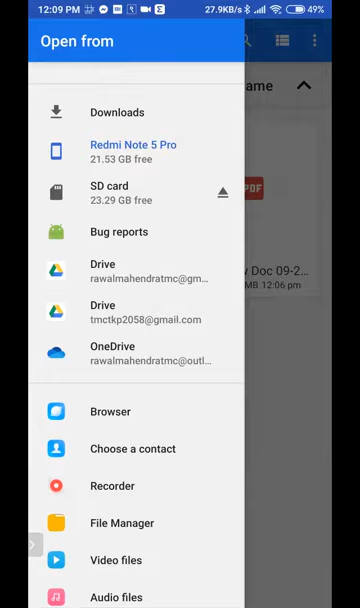 12:09 PM
27.9KB/s
49%
Open from
ame
Downloads
Redmi Note 5 Pro
21.53 GB free
SD card
23.29 GB free
PDF
Bug reports
Drive
rawalmahendratmc@gm...
w Doc 09-2...
MB 12:06 pm
Drive
tmctkp2058@gmail.com
OneDrive
rawalmahendratmc@outl...
Browser
Choose a contact
Recorder
File Manager
Video files
Audio files